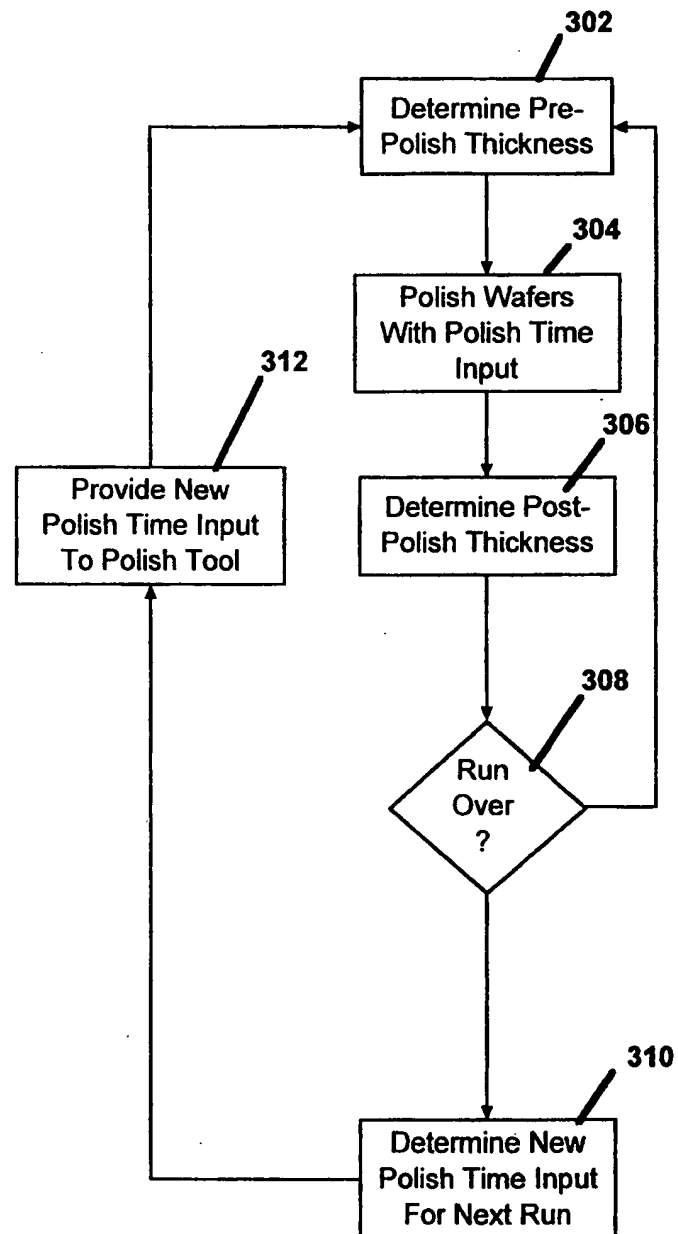 302
Determine Pre-
Polish Thickness
304
Polish Wafers
With Polish Time
Input
312
Provide New
Polish Time Input
To Polish Tool
306
Determine Post-
Polish Thickness
308
Run
Over
?
310
Determine New
Polish Time Input
For Next Run